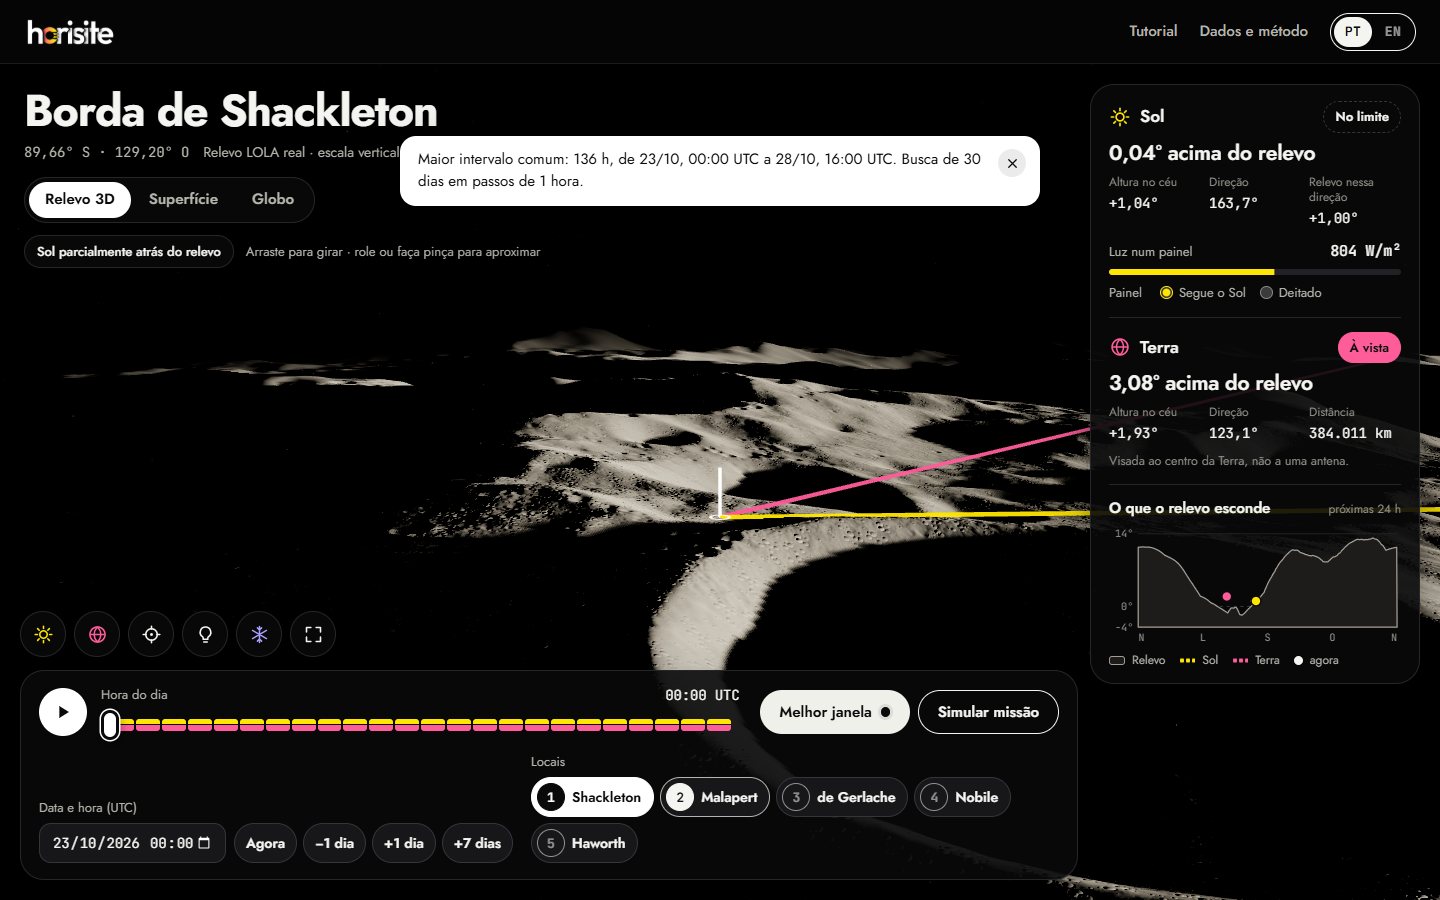 horisite
Tutorial
Dados e método
PT
EN
Borda de Shackleton
89,66° S · 129,20° O Relevo LOLA real · escala vertical
Maior intervalo comum: 136 h, de 23/10, 00:00 UTC a 28/10, 16:00 UTC. Busca de 30
dias em passos de 1 hora.
Relevo 3D
Superfície
Globo
Sol parcialmente atrás do relevo
Arraste para girar · role ou faça pinça para aproximar
Sol
No limite
0,04° acima do relevo
Altura no céu
Direção
Relevo nessa
direção
+1,04°
163,7°
+1,00°
Luz num painel
804 W/m²
Painel
Segue o Sol
Deitado
Terra
À vista
3,08° acima do relevo
Altura no céu
Direção
Distância
+1,93°
123,1°
384.011 km
Visada ao centro da Terra, não a uma antena.
O que o relevo esconde
próximas 24 h
14°
0°
-4°
N
L
S
O
N
Relevo
Sol
Terra
agora
Hora do dia
00:00 UTC
Melhor janela
Simular missão
Data e hora (UTC)
23/10/2026 00:00
Agora
−1 dia
+1 dia
+7 dias
Locais
1 Shackleton
2 Malapert
3 de Gerlache
4 Nobile
5 Haworth